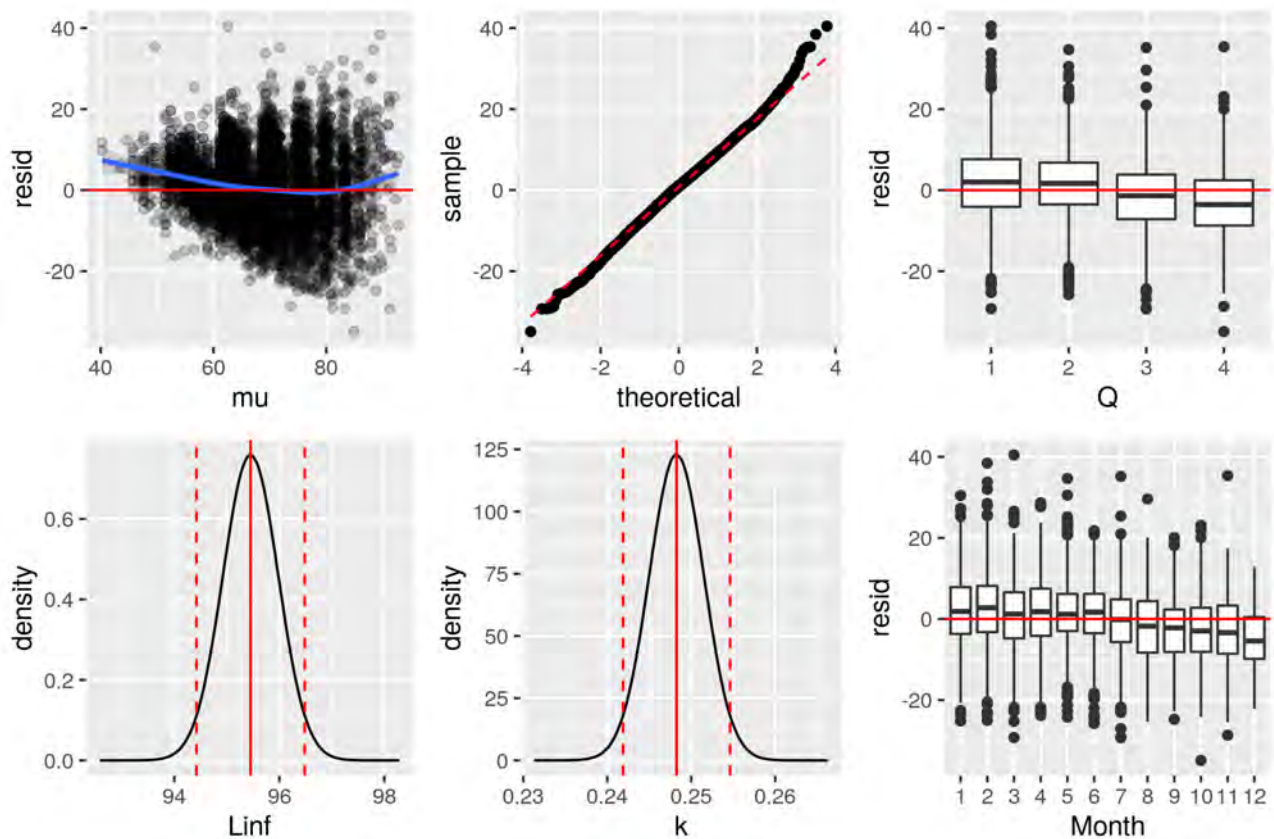 resid
40
20
0
-20
40 60 80
mu
sample
40
20
0
-20
-4 -2 0 2 4
theoretical
resid
40
20
0
-20
1 2 3 4
Q
density
0.6
0.4
0.2
0.0
94 96 98
Linf
density
125
100
75
50
25
0
0.23 0.24 0.25 0.26
k
resid
40
20
0
-20
1 2 3 4 5 6 7 8 9 10 11 12
Month